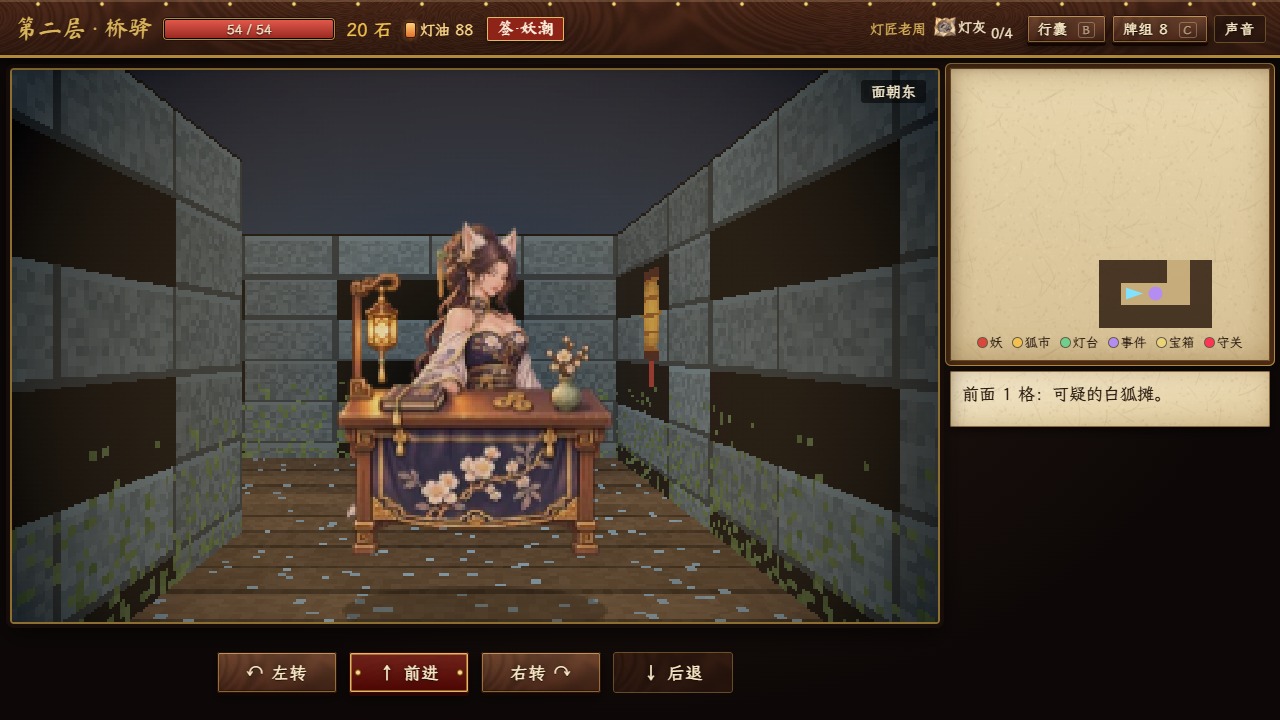 第二层·桥驿
54 / 54
20 石
灯油 88
签·妖潮
灯匠老周
灯灰 0/4
行囊 B
牌组 8 C
声音
面朝东
妖 狐市 灯台 事件 宝箱 守关
前面 1 格：可疑的白狐摊。
↶ 左转
↑ 前进
右转 ↷
↓ 后退